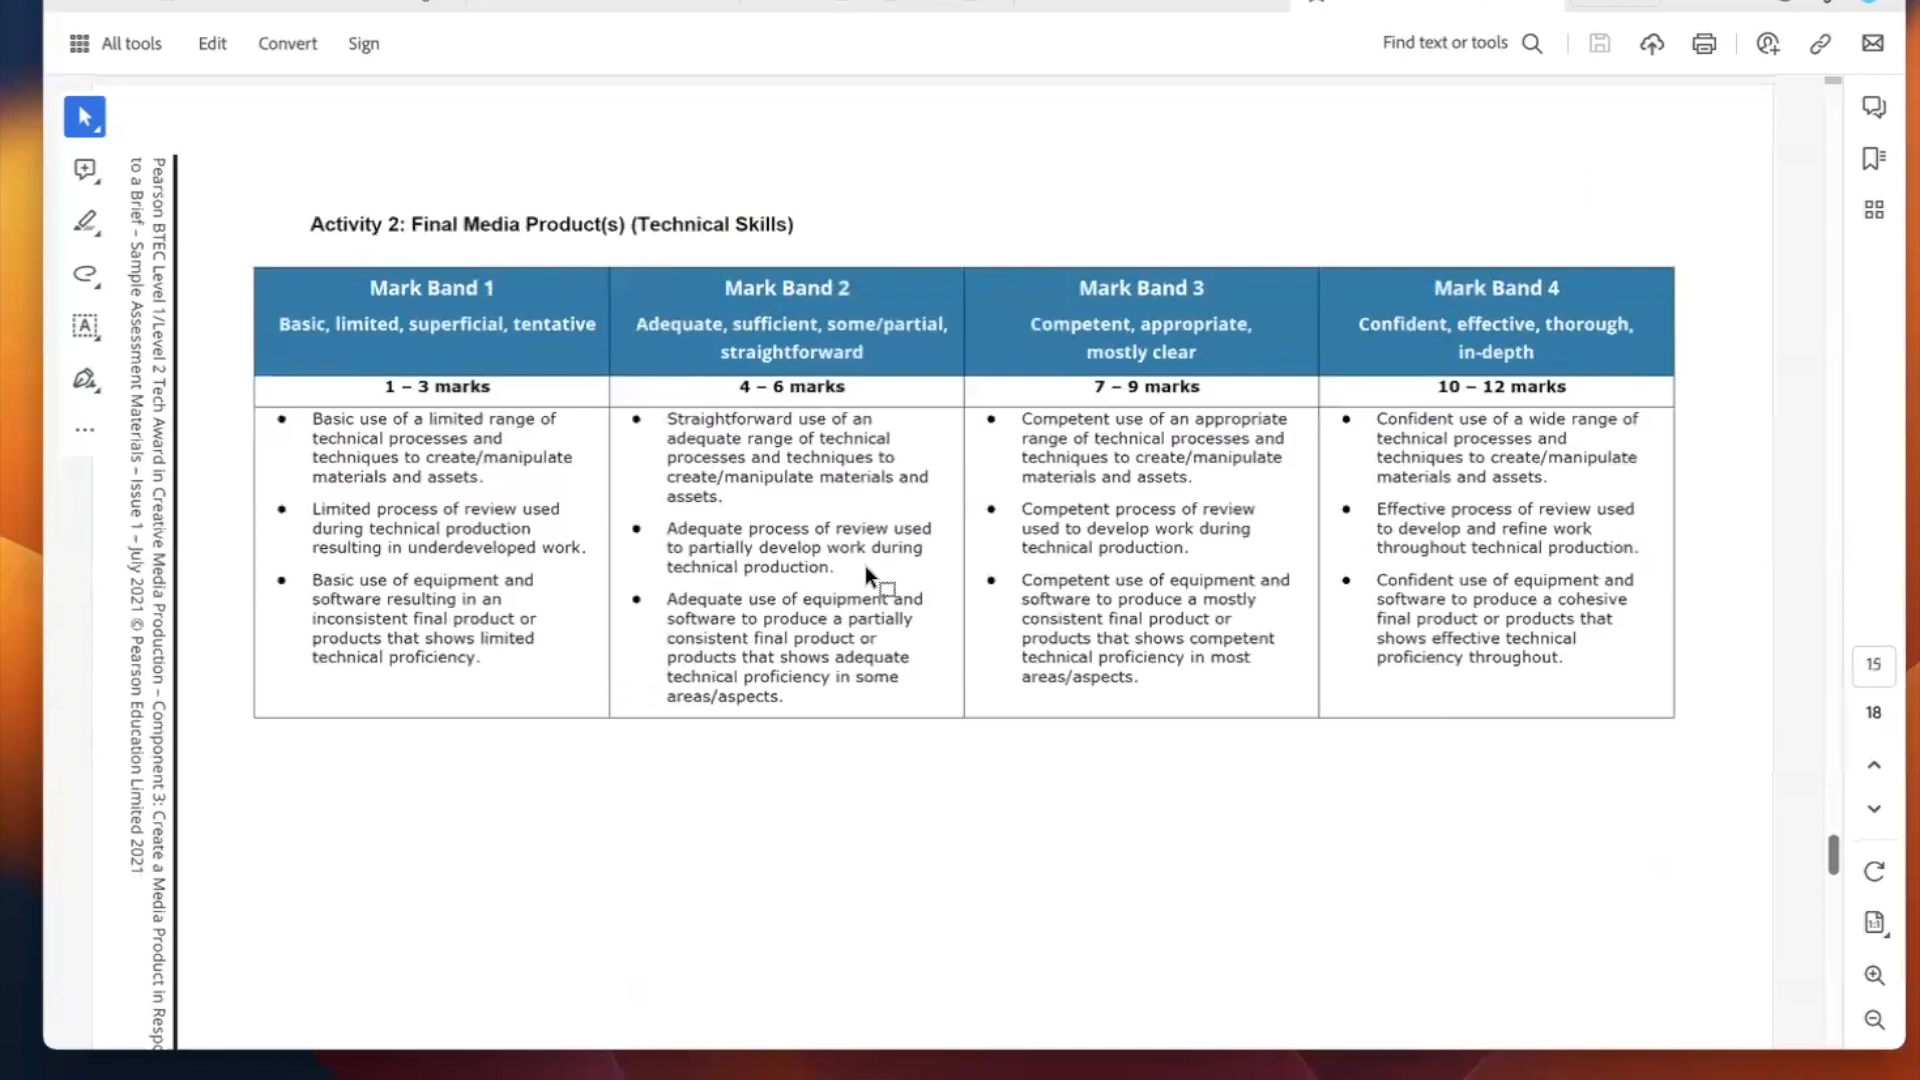 All tools
Edit
Convert
Sign
Find text or tools
Pearson BTEC Level 1/Level 2 Tech Award in Creative Media Production – Component 3: Create a Media Product in Respo
to a Brief – Sample Assessment Materials – Issue 1 – July 2021 © Pearson Education Limited 2021
Activity 2: Final Media Product(s) (Technical Skills)
Mark Band 1
Basic, limited, superficial, tentative
1 – 3 marks
• Basic use of a limited range of
technical processes and
techniques to create/manipulate
materials and assets.
• Limited process of review used
during technical production
resulting in underdeveloped work.
• Basic use of equipment and
software resulting in an
inconsistent final product or
products that shows limited
technical proficiency.
Mark Band 2
Adequate, sufficient, some/partial,
straightforward
4 – 6 marks
• Straightforward use of an
adequate range of technical
processes and techniques to
create/manipulate materials and
assets.
• Adequate process of review used
to partially develop work during
technical production.
• Adequate use of equipment and
software to produce a partially
consistent final product or
products that shows adequate
technical proficiency in some
areas/aspects.
Mark Band 3
Competent, appropriate,
mostly clear
7 – 9 marks
• Competent use of an appropriate
range of technical processes and
techniques to create/manipulate
materials and assets.
• Competent process of review
used to develop work during
technical production.
• Competent use of equipment and
software to produce a mostly
consistent final product or
products that shows competent
technical proficiency in most
areas/aspects.
Mark Band 4
Confident, effective, thorough,
in-depth
10 – 12 marks
• Confident use of a wide range of
technical processes and
techniques to create/manipulate
materials and assets.
• Effective process of review used
to develop and refine work
throughout technical production.
• Confident use of equipment and
software to produce a cohesive
final product or products that
shows effective technical
proficiency throughout.
15
18